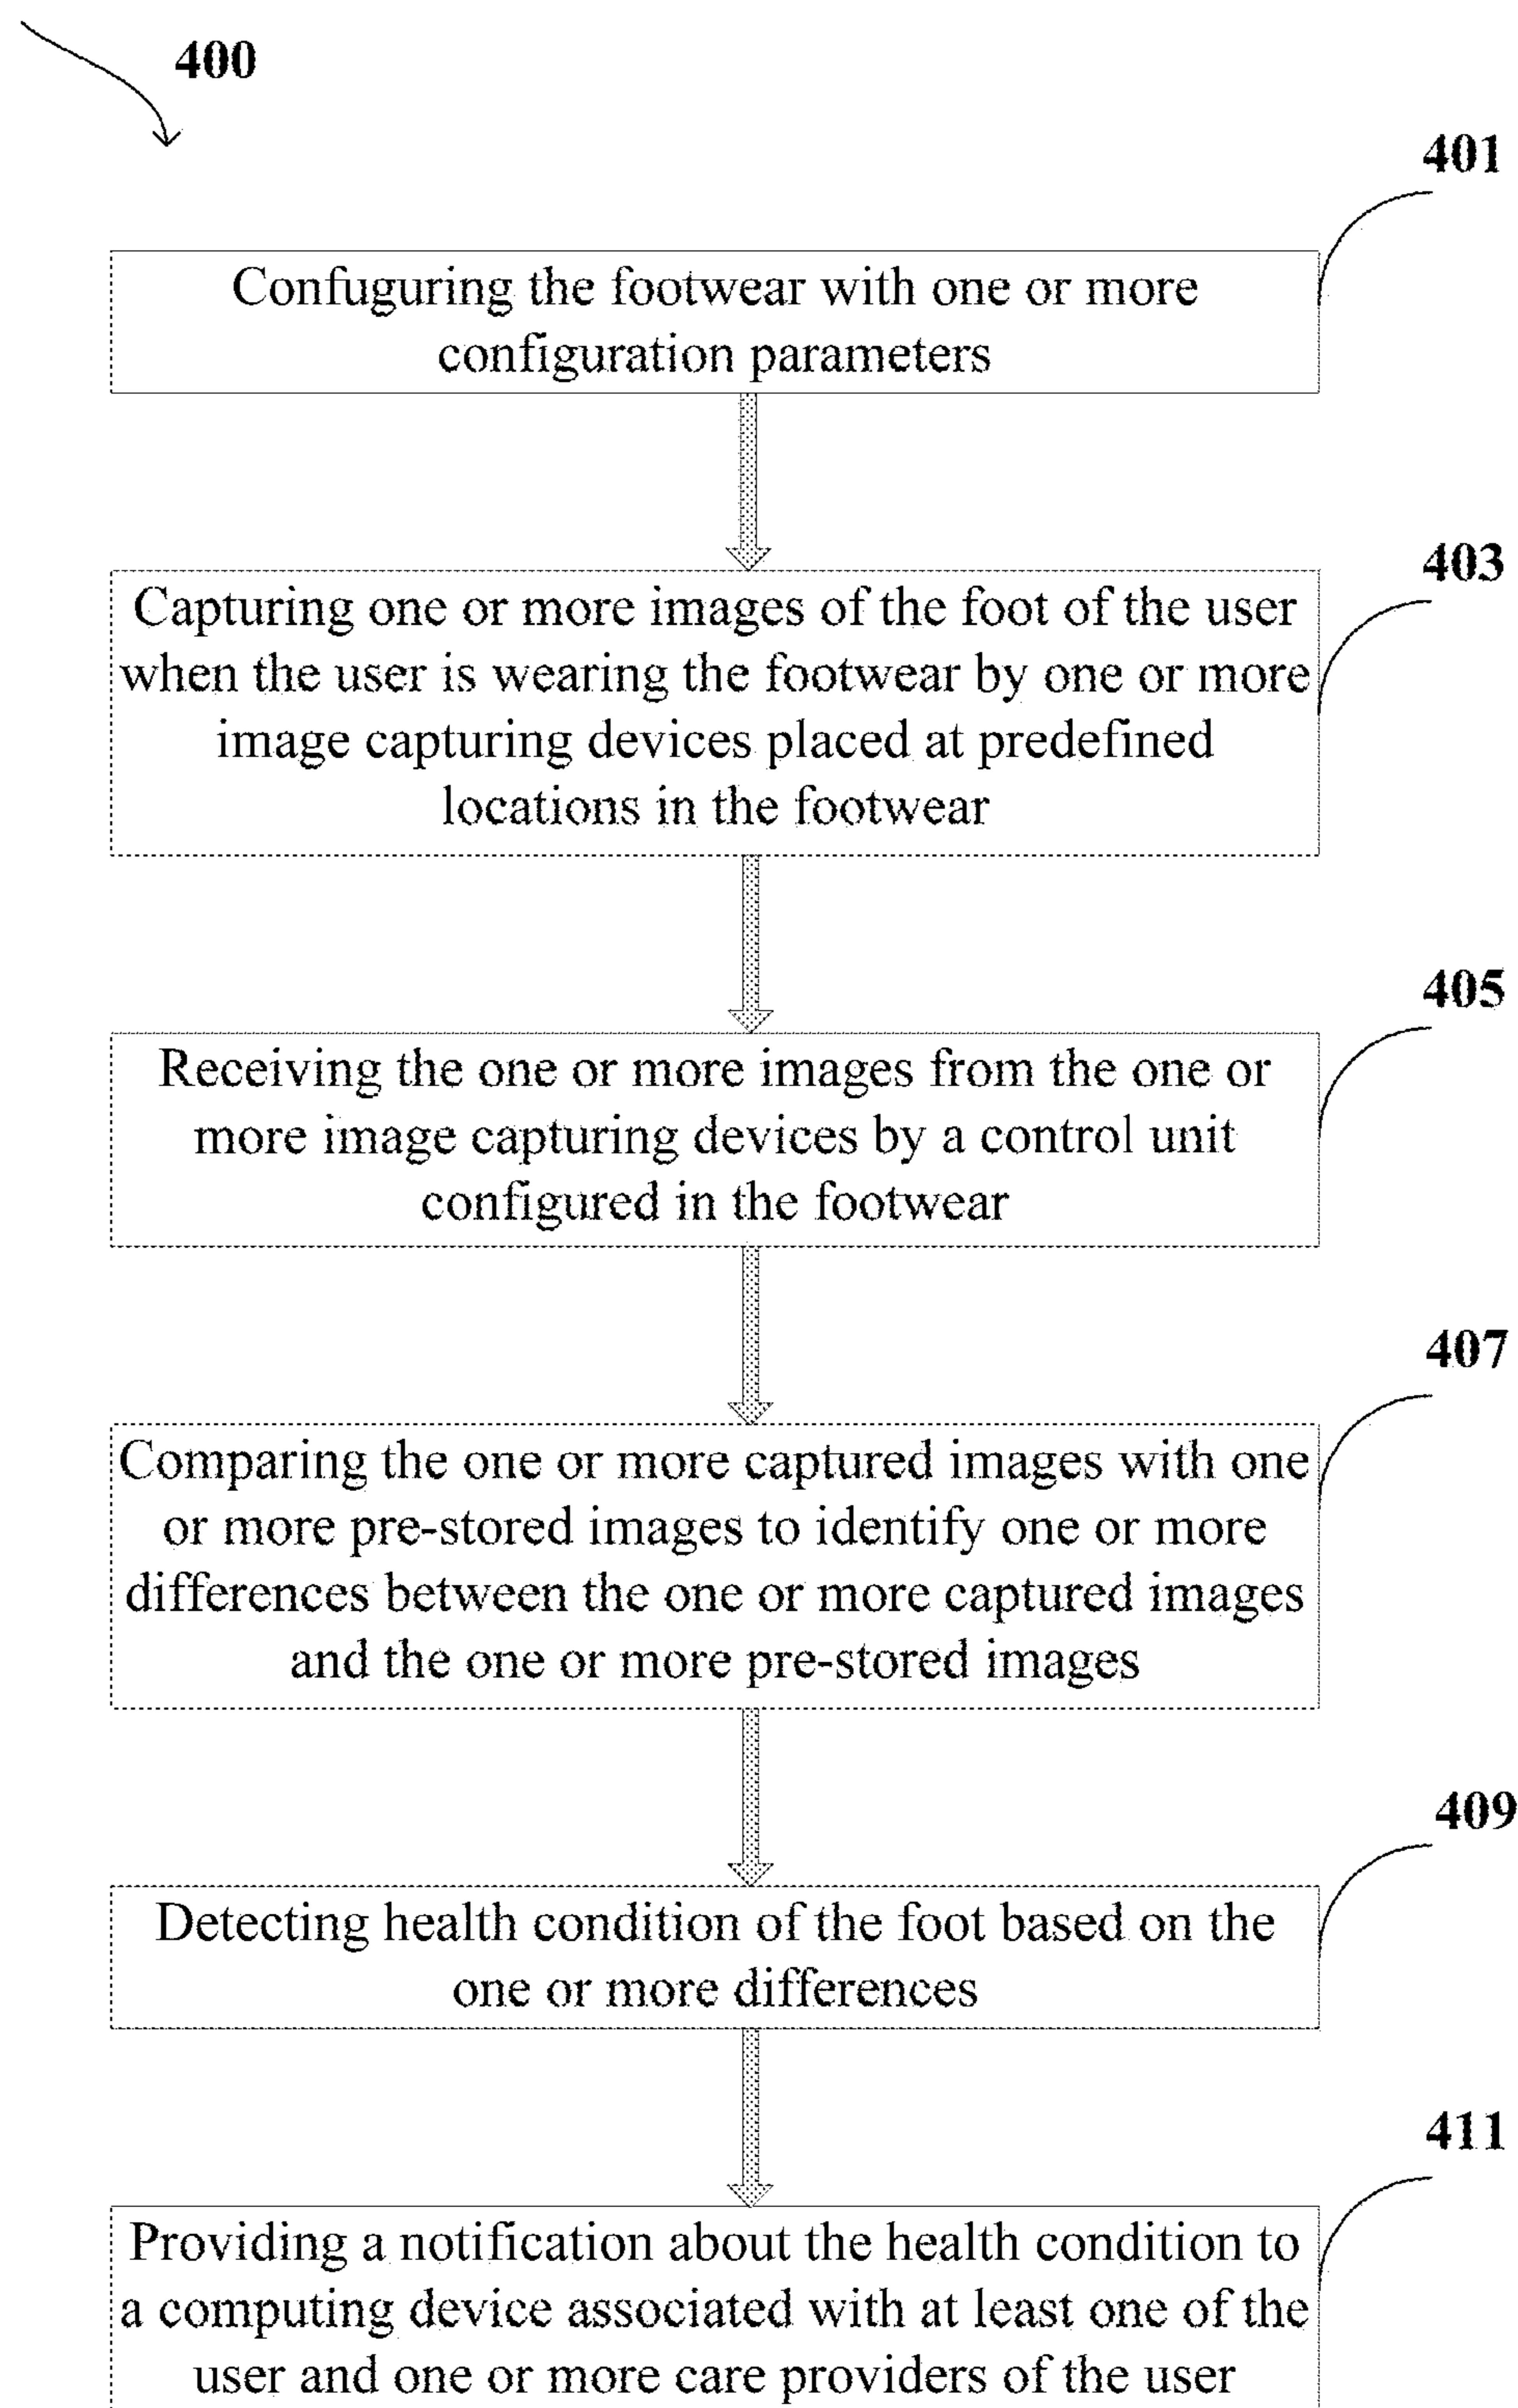 400
401
Confuguring the footwear with one or more
configuration parameters
403
Capturing one or more images of the foot of the user
when the user is wearing the footwear by one or more
image capturing devices placed at predefined
locations in the footwear
405
Receiving the one or more images from the one or
more image capturing devices by a control unit
configured in the footwear
407
Comparing the one or more captured images with one
or more pre-stored images to identify one or more
differences between the one or more captured images
and the one or more pre-stored images
409
Detecting health condition of the foot based on the
one or more differences
411
Providing a notification about the health condition to
a computing device associated with at least one of the
user and one or more care providers of the user